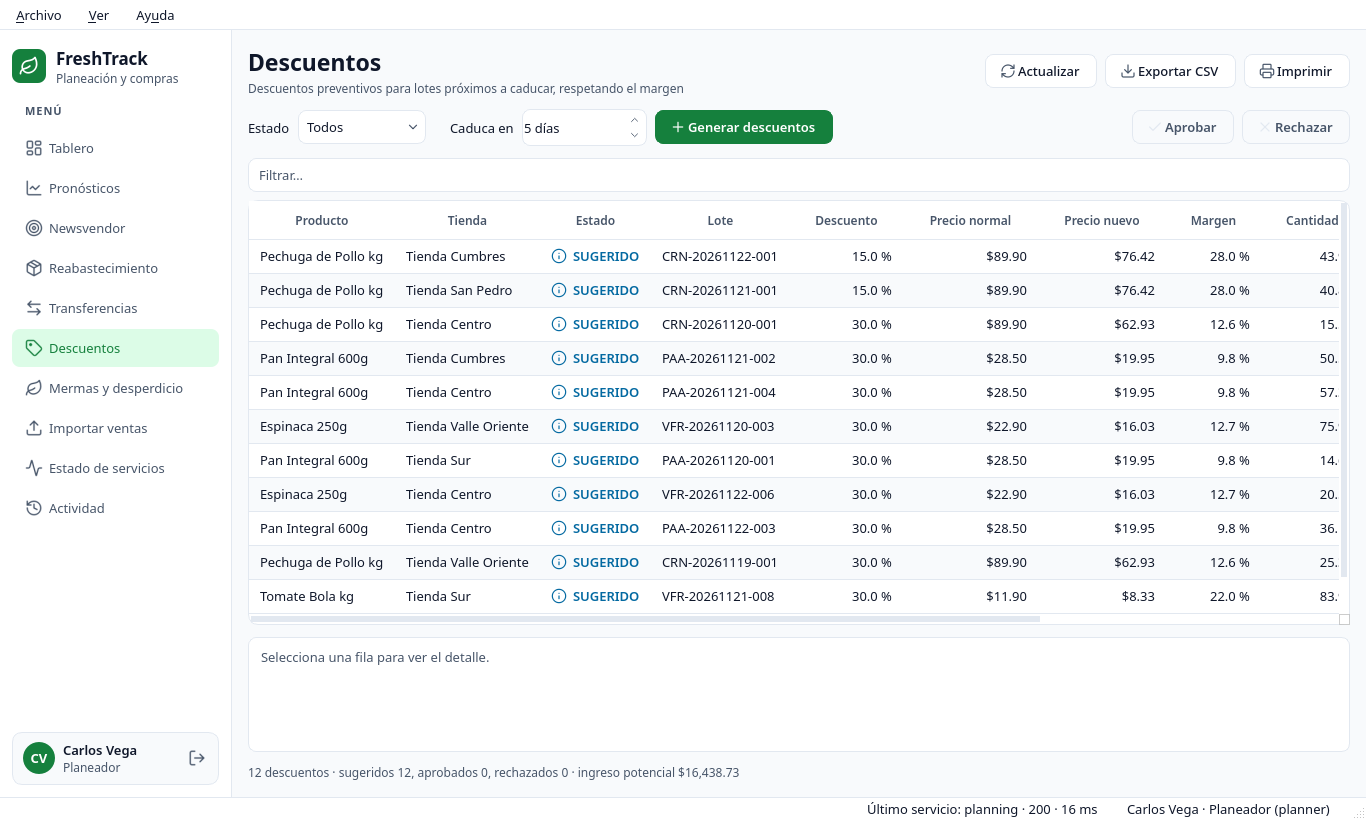 Archivo Ver Ayuda
FreshTrack
Planeación y compras
MENÚ
Tablero
Pronósticos
Newsvendor
Reabastecimiento
Transferencias
Descuentos
Mermas y desperdicio
Importar ventas
Estado de servicios
Actividad
CV
Carlos Vega
Planeador
Descuentos
Descuentos preventivos para lotes próximos a caducar, respetando el margen
Actualizar Exportar CSV Imprimir
Estado Todos Caduca en 5 días Generar descuentos Aprobar Rechazar
Filtrar...
Producto Tienda Estado Lote Descuento Precio normal Precio nuevo Margen Cantidad
Pechuga de Pollo kg Tienda Cumbres SUGERIDO CRN-20261122-001 15.0 % $89.90 $76.42 28.0 % 43.
Pechuga de Pollo kg Tienda San Pedro SUGERIDO CRN-20261121-001 15.0 % $89.90 $76.42 28.0 % 40.
Pechuga de Pollo kg Tienda Centro SUGERIDO CRN-20261120-001 30.0 % $89.90 $62.93 12.6 % 15.
Pan Integral 600g Tienda Cumbres SUGERIDO PAA-20261121-002 30.0 % $28.50 $19.95 9.8 % 50.
Pan Integral 600g Tienda Centro SUGERIDO PAA-20261121-004 30.0 % $28.50 $19.95 9.8 % 57.
Espinaca 250g Tienda Valle Oriente SUGERIDO VFR-20261120-003 30.0 % $22.90 $16.03 12.7 % 75.
Pan Integral 600g Tienda Sur SUGERIDO PAA-20261120-001 30.0 % $28.50 $19.95 9.8 % 14.
Espinaca 250g Tienda Centro SUGERIDO VFR-20261122-006 30.0 % $22.90 $16.03 12.7 % 20.
Pan Integral 600g Tienda Centro SUGERIDO PAA-20261122-003 30.0 % $28.50 $19.95 9.8 % 36.
Pechuga de Pollo kg Tienda Valle Oriente SUGERIDO CRN-20261119-001 30.0 % $89.90 $62.93 12.6 % 25.
Tomate Bola kg Tienda Sur SUGERIDO VFR-20261121-008 30.0 % $11.90 $8.33 22.0 % 83.
Selecciona una fila para ver el detalle.
12 descuentos · sugeridos 12, aprobados 0, rechazados 0 · ingreso potencial $16,438.73
Último servicio: planning · 200 · 16 ms Carlos Vega · Planeador (planner)